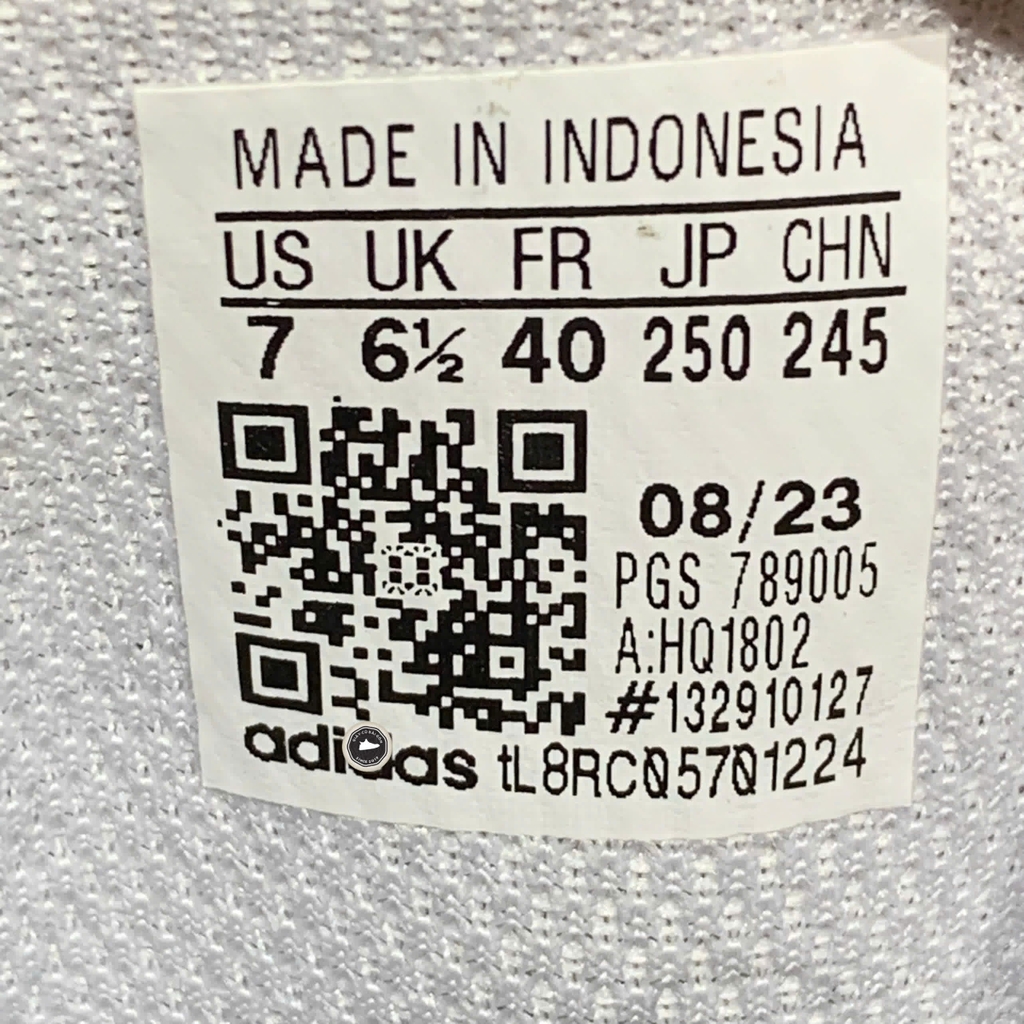 MADE IN INDONESIA
US UK FR JP CHN
7 6½ 40 250 245
08/23
PGS 789005
A:HQ1802
#132910127
adidas tL8RC05701224